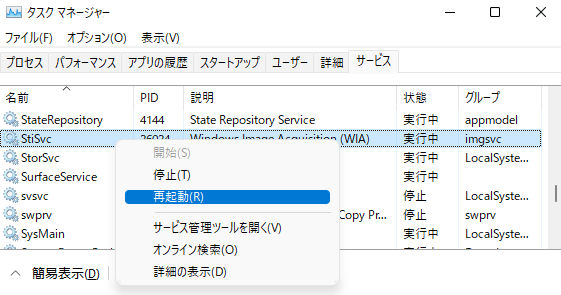 タスク マネージャー
ファイル(F) オプション(O) 表示(V)
プロセス パフォーマンス アプリの履歴 スタートアップ ユーザー 詳細 サービス
名前 PID 説明 状態 グループ
StateRepository 4144 State Repository Service 実行中 appmodel
StiSvc Windows Image Acquisition (WIA) 実行中 imgsvc
StorSvc 実行中 LocalSyste...
SurfaceService 実行中
svsvc 停止 LocalSyste...
swprv Copy Pr... 停止 swprv
SysMain 実行中 LocalSyste...
開始(S)
停止(T)
再起動(R)
サービス管理ツールを開く(V)
オンライン検索(O)
詳細の表示(D)
簡易表示(D)